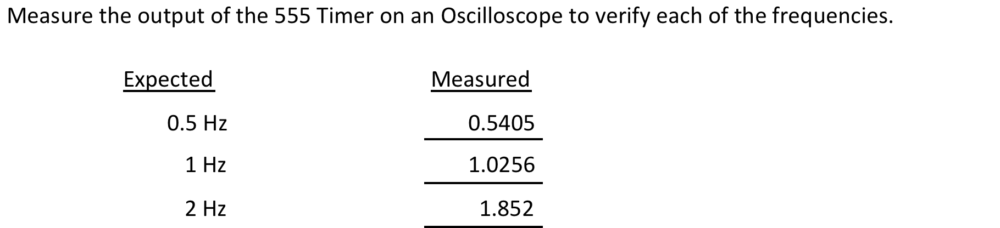 Measure the output of the 555 Timer on an Oscilloscope to verify each of the frequencies.
Expected Measured
0.5 Hz 0.5405
1 Hz 1.0256
2 Hz 1.852